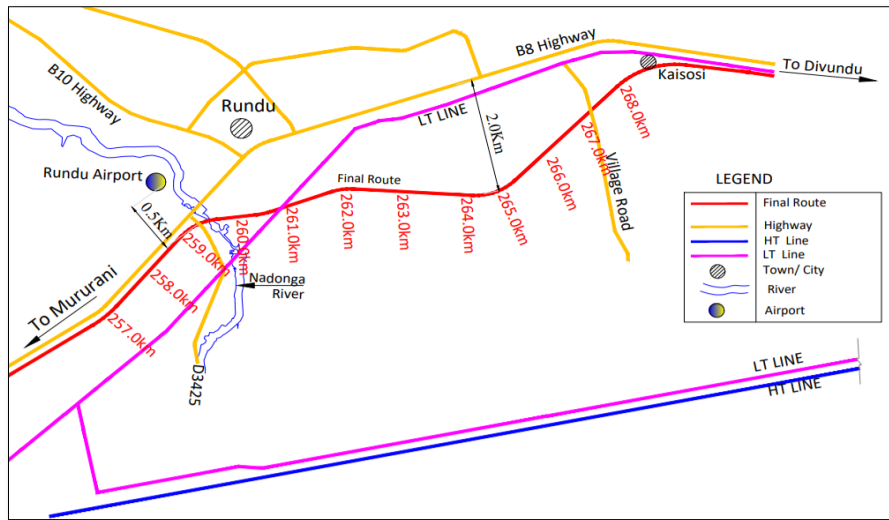 B8 Highway
To Divundu
Kaisosi
B10 Highway
Rundu
LT LINE
2.0Km
268.0km
267.0km
266.0km
Village Road
Rundu Airport
Final Route
265.0km
264.0km
263.0km
262.0km
261.0km
260.0km
259.0km
258.0km
257.0km
0.5Km
To Mururani
Nadonga
River
D3425
LEGEND
Final Route
Highway
HT Line
LT Line
Town/ City
River
Airport
LT LINE
HT LINE